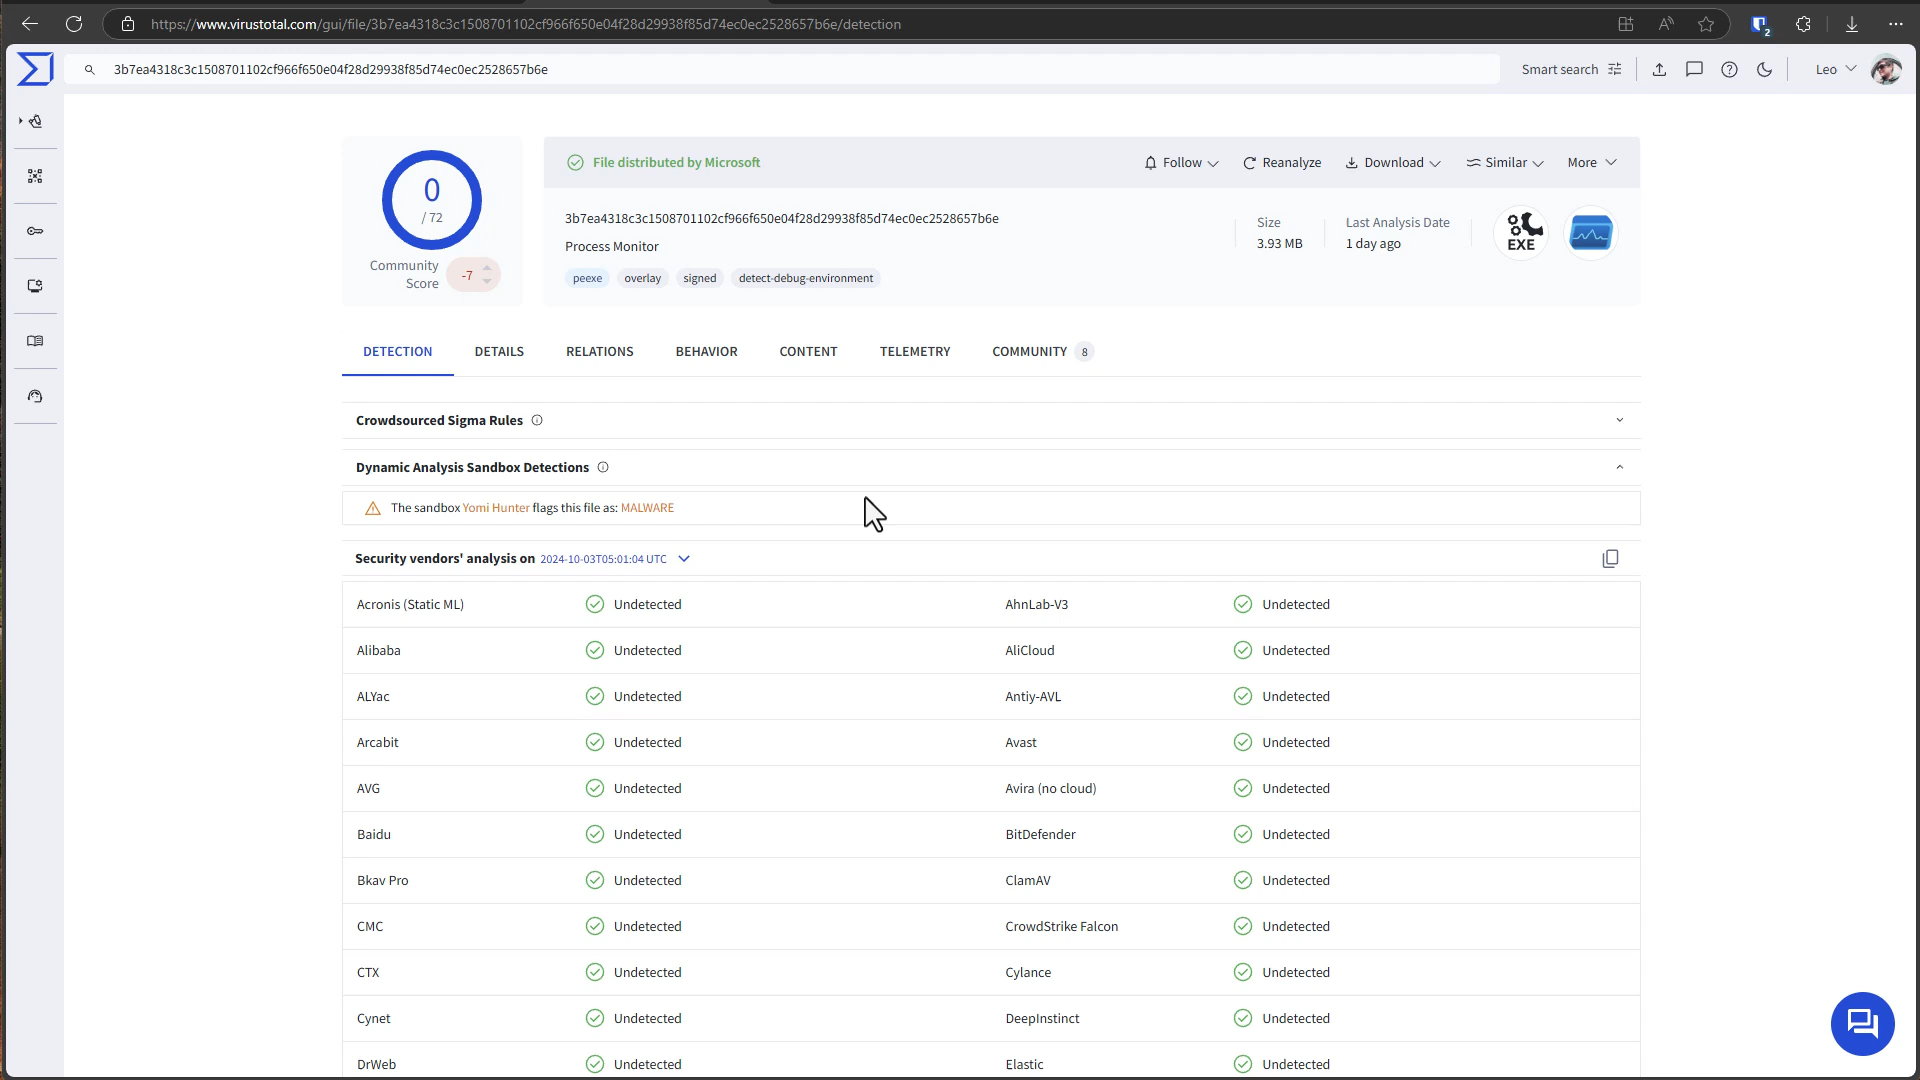 https://www.virustotal.com/gui/file/3b7ea4318c3c1508701102cf966f650e04f28d29938f85d74ec0ec2528657b6e/detection
2
3b7ea4318c3c1508701102cf966f650e04f28d29938f85d74ec0ec2528657b6e
Smart search
Leo
0
/ 72
Community
Score
-7
File distributed by Microsoft
Follow
Reanalyze
Download
Similar
More
3b7ea4318c3c1508701102cf966f650e04f28d29938f85d74ec0ec2528657b6e
Process Monitor
peexe
overlay
signed
detect-debug-environment
Size
3.93 MB
Last Analysis Date
1 day ago
EXE
DETECTION
DETAILS
RELATIONS
BEHAVIOR
CONTENT
TELEMETRY
COMMUNITY 8
Crowdsourced Sigma Rules
Dynamic Analysis Sandbox Detections
The sandbox Yomi Hunter flags this file as: MALWARE
Security vendors' analysis on 2024-10-03T05:01:04 UTC
Acronis (Static ML) Undetected AhnLab-V3 Undetected
Alibaba Undetected AliCloud Undetected
ALYac Undetected Antiy-AVL Undetected
Arcabit Undetected Avast Undetected
AVG Undetected Avira (no cloud) Undetected
Baidu Undetected BitDefender Undetected
Bkav Pro Undetected ClamAV Undetected
CMC Undetected CrowdStrike Falcon Undetected
CTX Undetected Cylance Undetected
Cynet Undetected DeepInstinct Undetected
DrWeb Undetected Elastic Undetected